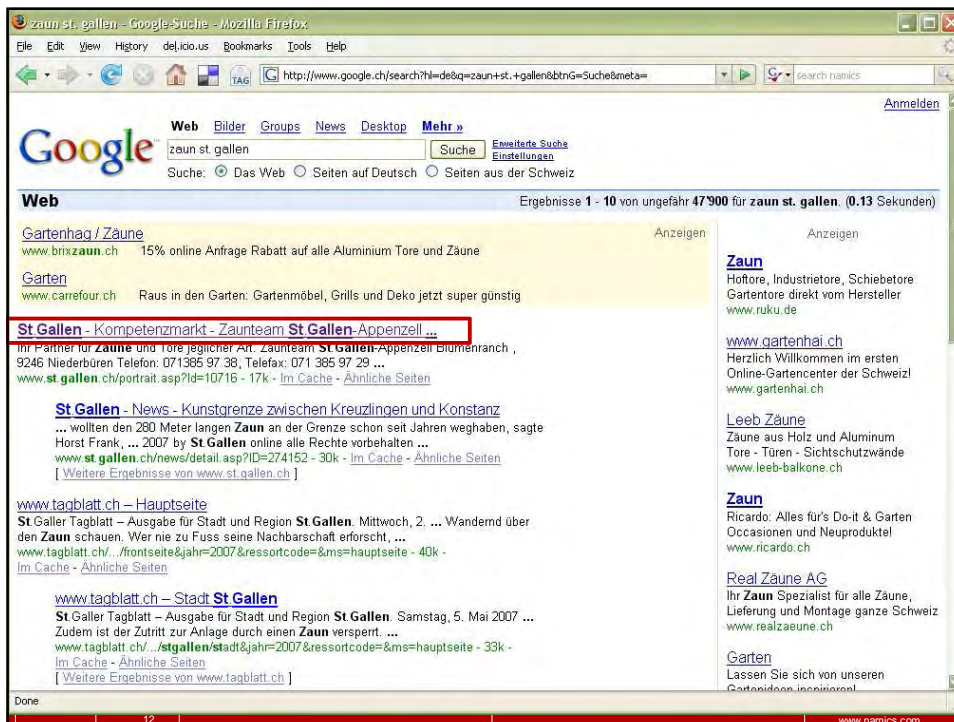 zaun st. gallen - Google-Suche - Mozilla Firefox
File Edit View History del.icio.us Bookmarks Tools Help
TAG G http://www.google.ch/search?hl=de&q=zaun+st.+gallen&btnG=Suche&meta= search namics
Anmelden
Google
Web Bilder Groups News Desktop Mehr »
zaun st. gallen Suche Erweiterte Suche
Einstellungen
Suche: Das Web Seiten auf Deutsch Seiten aus der Schweiz
Web Ergebnisse 1 - 10 von ungefähr 47'900 für zaun st. gallen. (0.13 Sekunden)
Gartenhag / Zäune Anzeigen
www.brixzaun.ch 15% online Anfrage Rabatt auf alle Aluminium Tore und Zäune
Garten
www.carrefour.ch Raus in den Garten: Gartenmöbel, Grills und Deko jetzt super günstig
St.Gallen - Kompetenzmarkt - Zaunteam St.Gallen-Appenzell ...
Ihr Partner für Zäune und Tore jeglicher Art. Zaunteam St.Gallen-Appenzell Blumenranch ,
9246 Niederbüren Telefon: 071385 97 38, Telefax: 071 385 97 29 ...
www.st.gallen.ch/portrait.asp?Id=10716 - 17k - Im Cache - Ähnliche Seiten
St.Gallen - News - Kunstgrenze zwischen Kreuzlingen und Konstanz
... wollten den 280 Meter langen Zaun an der Grenze schon seit Jahren weghaben, sagte
Horst Frank, ... 2007 by St.Gallen online alle Rechte vorbehalten ...
www.st.gallen.ch/news/detail.asp?ID=274152 - 30k - Im Cache - Ähnliche Seiten
[ Weitere Ergebnisse von www.st.gallen.ch ]
www.tagblatt.ch – Hauptseite
St.Galler Tagblatt – Ausgabe für Stadt und Region St.Gallen. Mittwoch, 2. ... Wandernd über
den Zaun schauen. Wer nie zu Fuss seine Nachbarschaft erforscht, ...
www.tagblatt.ch/.../frontseite&jahr=2007&ressortcode=&ms=hauptseite - 40k -
Im Cache - Ähnliche Seiten
www.tagblatt.ch – Stadt St.Gallen
St.Galler Tagblatt – Ausgabe für Stadt und Region St.Gallen. Samstag, 5. Mai 2007 ...
Zudem ist der Zutritt zur Anlage durch einen Zaun versperrt. ...
www.tagblatt.ch/.../stgallen/stadt&jahr=2007&ressortcode=&ms=hauptseite - 33k -
Im Cache - Ähnliche Seiten
[ Weitere Ergebnisse von www.tagblatt.ch ]
Anzeigen
Zaun
Hoftore, Industrietore, Schiebetore
Gartentore direkt vom Hersteller
www.ruku.de
www.gartenhai.ch
Herzlich Willkommen im ersten
Online-Gartencenter der Schweiz!
www.gartenhai.ch
Leeb Zäune
Zäune aus Holz und Aluminum
Tore - Türen - Sichtschutzwände
www.leeb-balkone.ch
Zaun
Ricardo: Alles für's Do-it & Garten
Occasionen und Neuprodukte!
www.ricardo.ch
Real Zäune AG
Ihr Zaun Spezialist für alle Zäune,
Lieferung und Montage ganze Schweiz
www.realzaeune.ch
Garten
Lassen Sie sich von unseren
Gartenideen inspirieren!
Done
12 www.namics.com